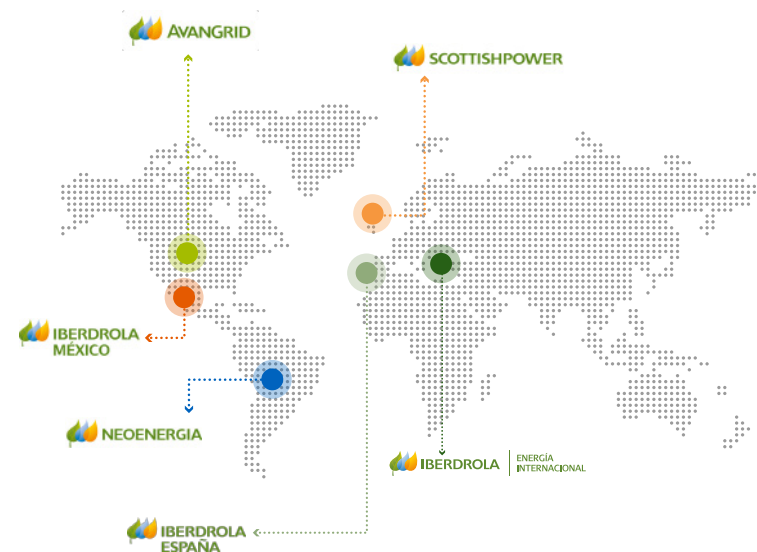 AVANGRID
SCOTTISHPOWER
IBERDROLA
MÉXICO
NEOENERGIA
IBERDROLA
ENERGÍA
INTERNACIONAL
IBERDROLA
ESPAÑA